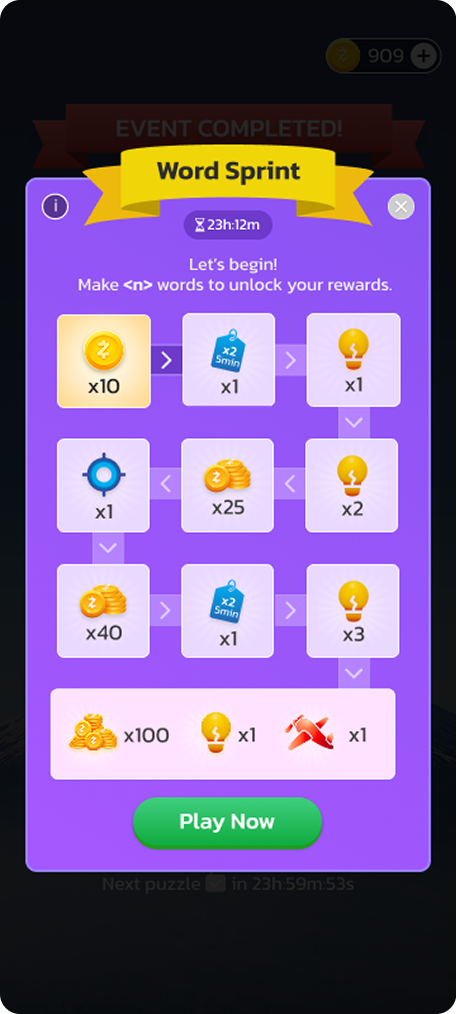 909
EVENT COMPLETED!
Word Sprint
i
23h:12m
Let's begin!
Make <n> words to unlock your rewards.
x10
x2
5min
x1
x1
x1
x25
x2
x40
x2
5min
x1
x3
x100
x1
x1
Play Now
Next puzzle in 23h:59m:53s